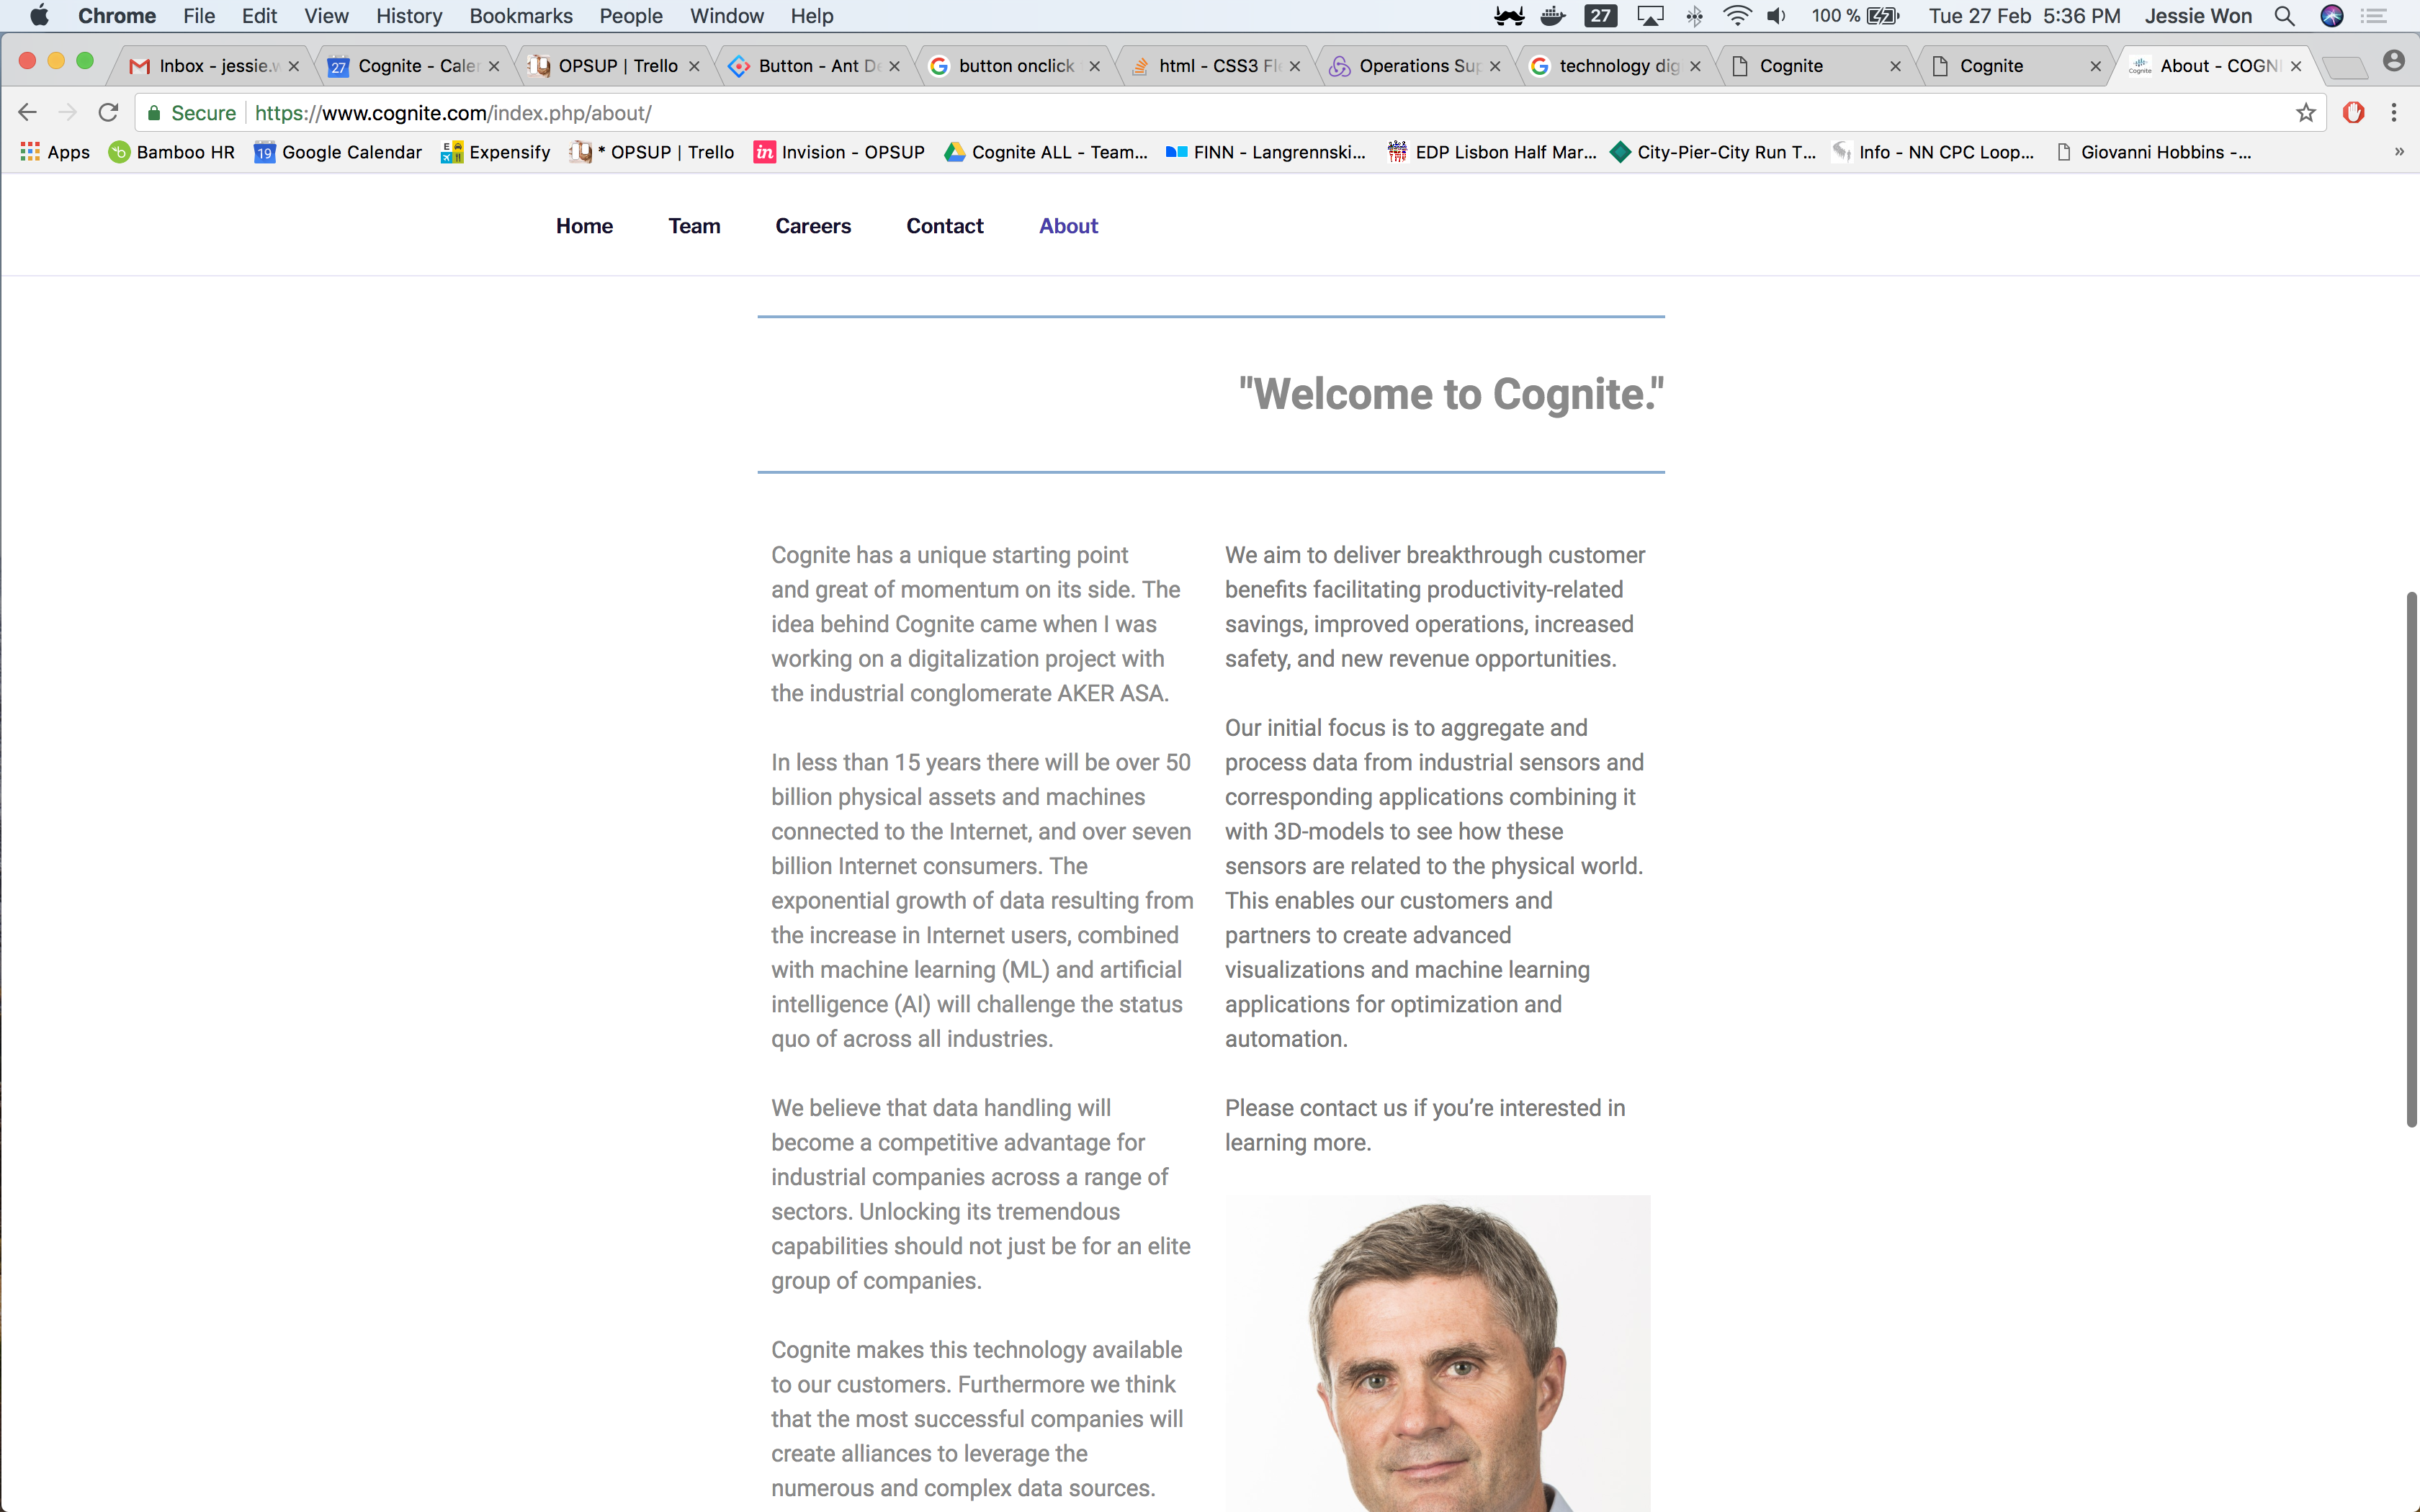 Chrome File Edit View History Bookmarks People Window Help 27 100 % Tue 27 Feb 5:36 PM Jessie Won
Inbox - jessie.w 27 Cognite - Caler OPSUP | Trello Button - Ant De button onclick html - CSS3 Fle Operations Sup technology dig Cognite Cognite Cognite About - COGNI
Secure https://www.cognite.com/index.php/about/
Apps Bamboo HR 19 Google Calendar Expensify * OPSUP | Trello in Invision - OPSUP Cognite ALL - Team... FINN - Langrennski... EDP Lisbon Half Mar... City-Pier-City Run T... Info - NN CPC Loop... Giovanni Hobbins -... »
Home Team Careers Contact About
"Welcome to Cognite."
Cognite has a unique starting point
and great of momentum on its side. The
idea behind Cognite came when I was
working on a digitalization project with
the industrial conglomerate AKER ASA.
In less than 15 years there will be over 50
billion physical assets and machines
connected to the Internet, and over seven
billion Internet consumers. The
exponential growth of data resulting from
the increase in Internet users, combined
with machine learning (ML) and artificial
intelligence (AI) will challenge the status
quo of across all industries.
We believe that data handling will
become a competitive advantage for
industrial companies across a range of
sectors. Unlocking its tremendous
capabilities should not just be for an elite
group of companies.
Cognite makes this technology available
to our customers. Furthermore we think
that the most successful companies will
create alliances to leverage the
numerous and complex data sources.
We aim to deliver breakthrough customer
benefits facilitating productivity-related
savings, improved operations, increased
safety, and new revenue opportunities.
Our initial focus is to aggregate and
process data from industrial sensors and
corresponding applications combining it
with 3D-models to see how these
sensors are related to the physical world.
This enables our customers and
partners to create advanced
visualizations and machine learning
applications for optimization and
automation.
Please contact us if you’re interested in
learning more.